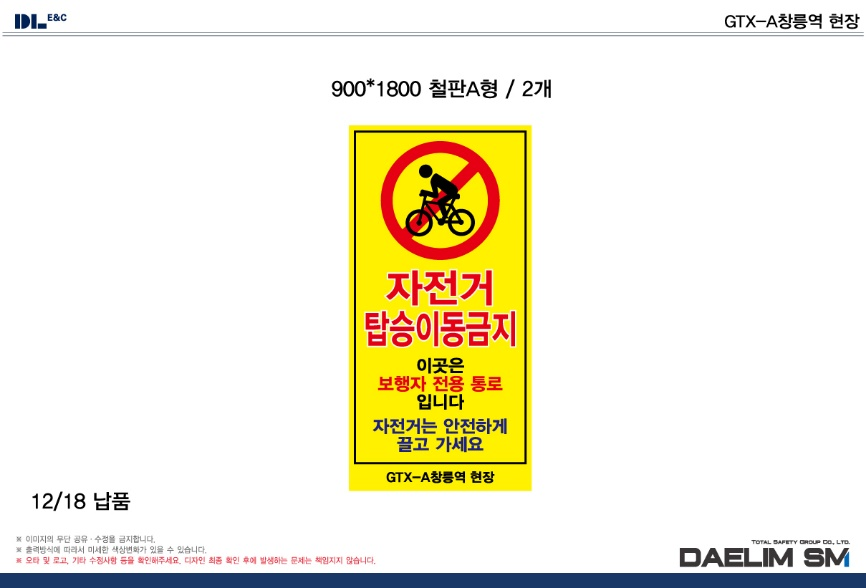 DL E&C
GTX-A창릉역 현장
900*1800 철판A형 / 2개
자전거
탑승이동금지
이곳은
보행자 전용 통로
입니다
자전거는 안전하게
끌고 가세요
GTX-A창릉역 현장
12/18 납품
※ 이미지의 무단 공유·수정을 금지합니다.
※ 출력방식에 따라서 미세한 색상변화가 있을 수 있습니다.
※ 오타 및 로고, 기타 수정사항 등을 확인해주세요. 디자인 최종 확인 후에 발생하는 문제는 책임지지 않습니다.
TOTAL SAFETY GROUP CO., LTD.
DAELIM SM